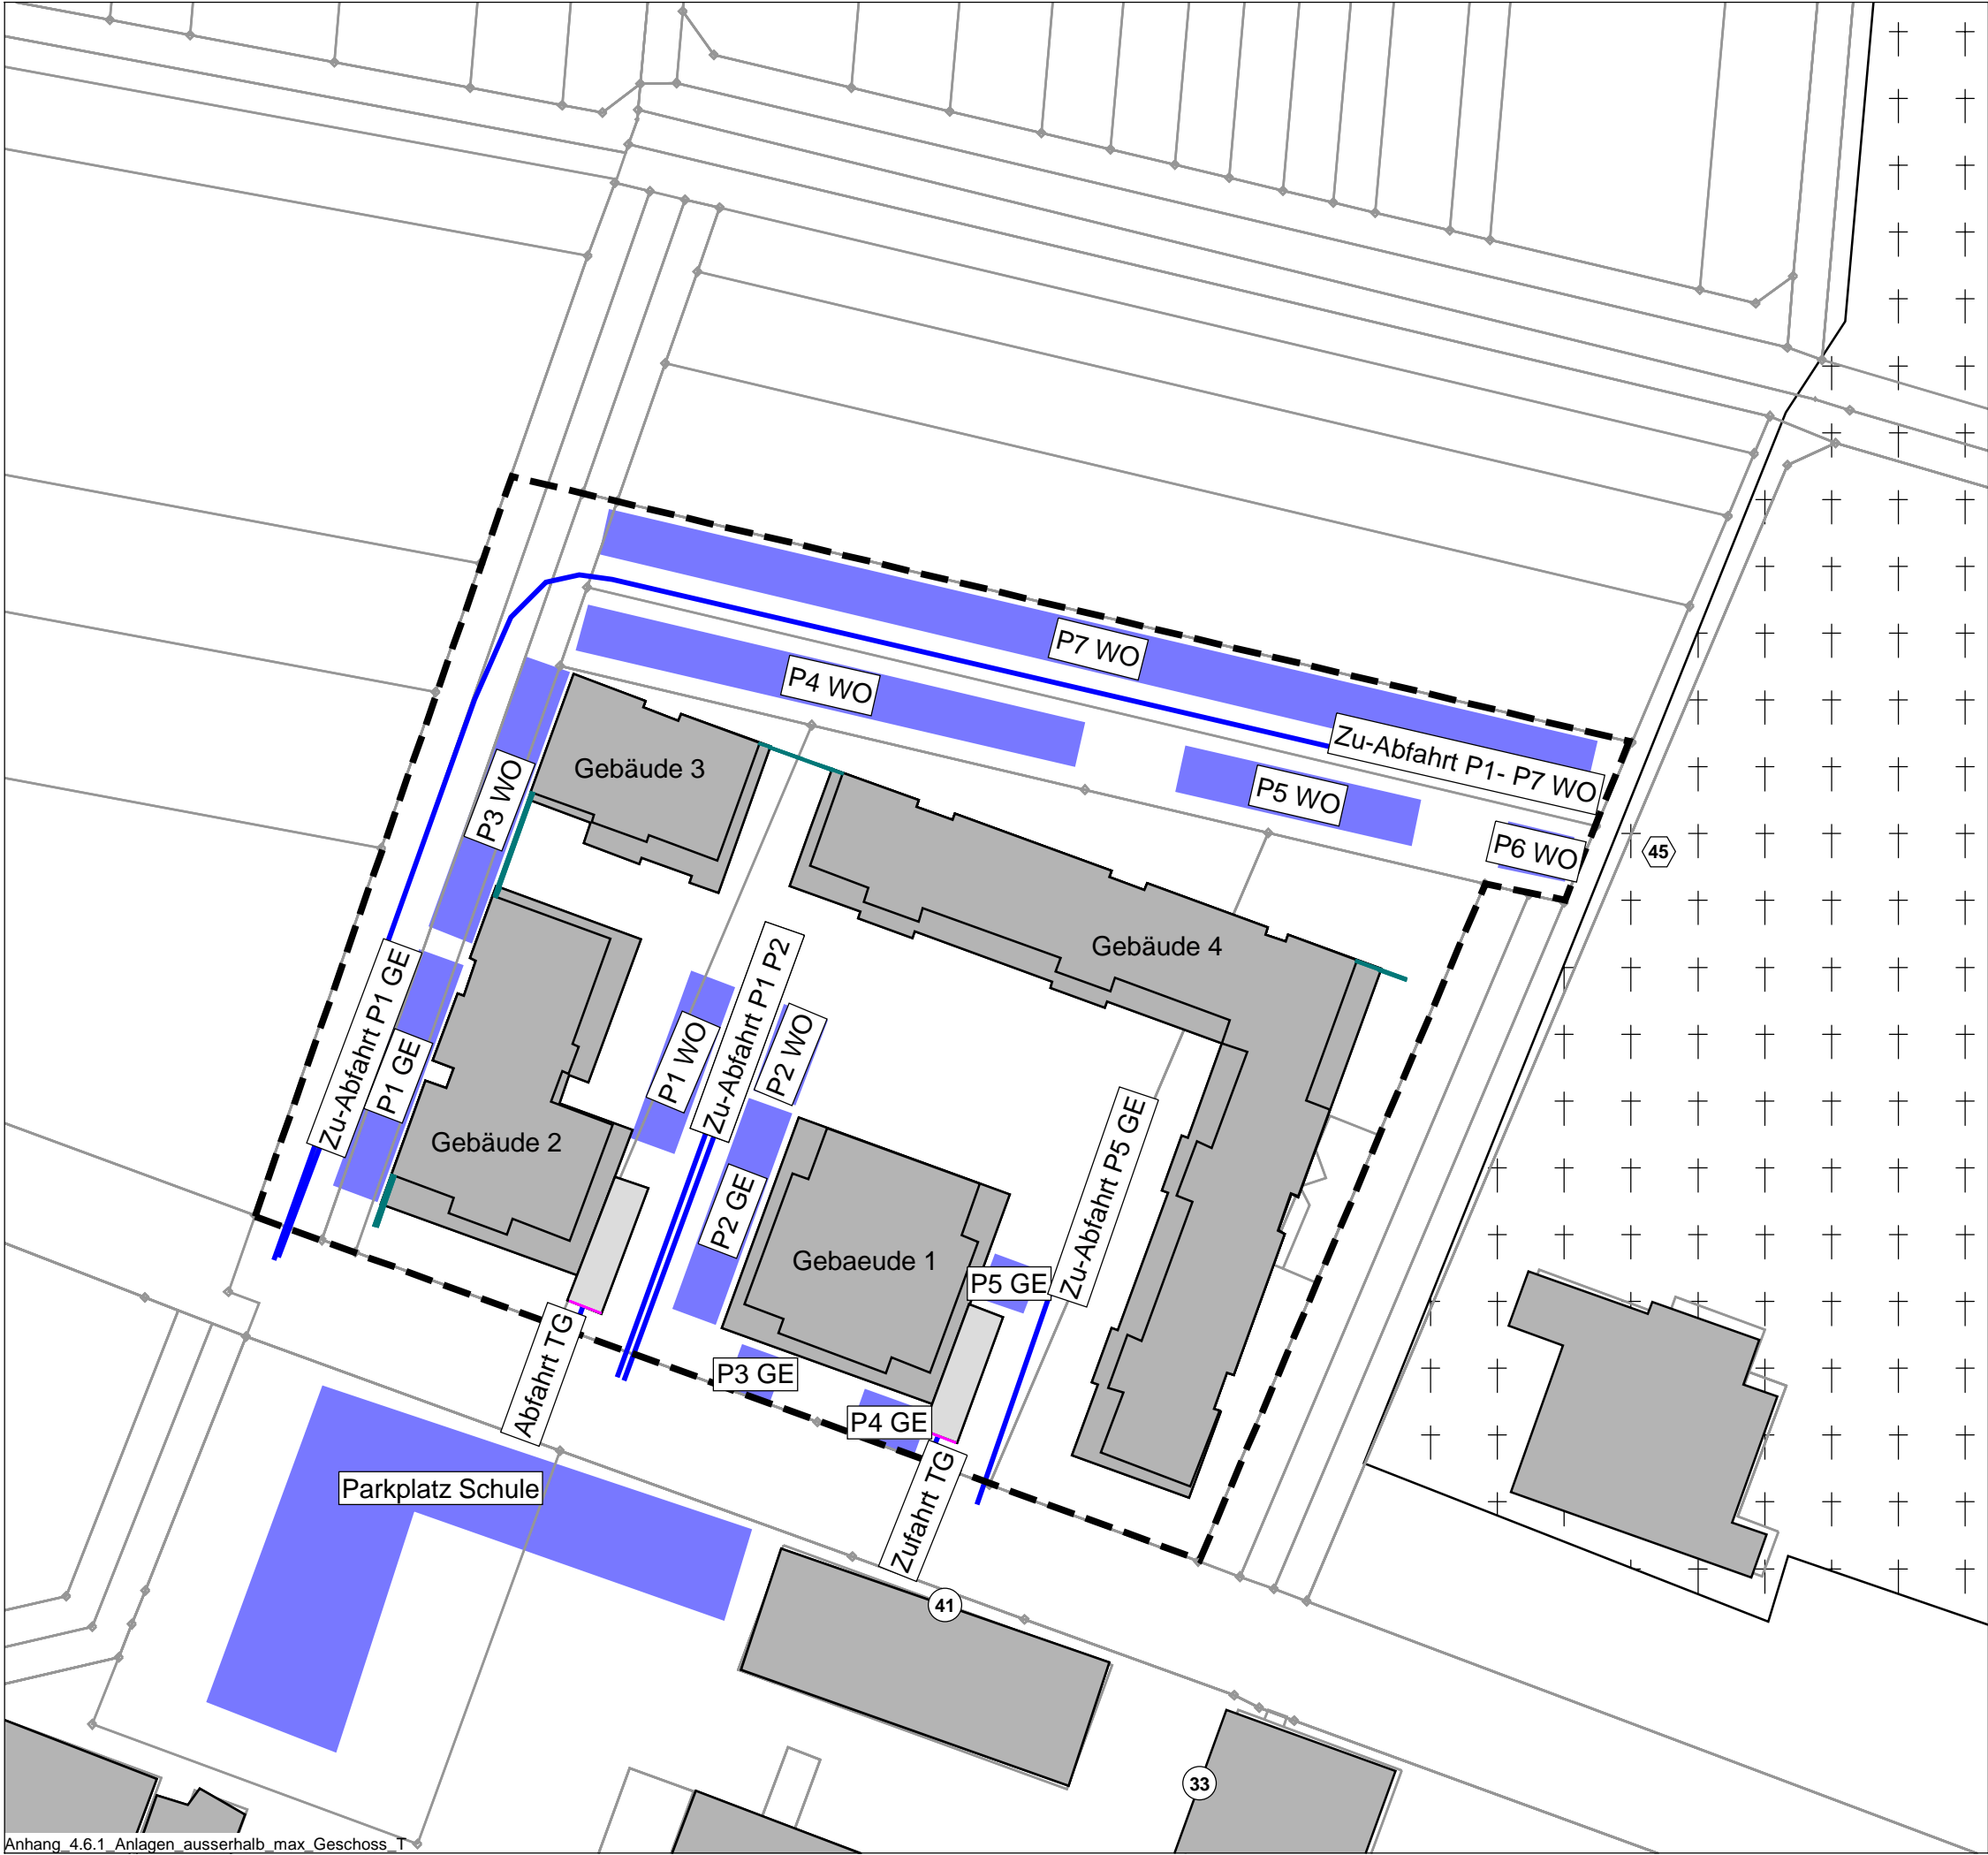 P7 WO
P4 WO
Zu-Abfahrt P1- P7 WO
Gebäude 3
P5 WO
P3 WO
P6 WO
45
Gebäude 4
Zu-Abfahrt P1 GE
P1 GE
P1 WO
Zu-Abfahrt P1 P2
P2 WO
Gebäude 2
P2 GE
Zu-Abfahrt P5 GE
Gebaeude 1
P5 GE
Abfahrt TG
P3 GE
P4 GE
Zufahrt TG
Parkplatz Schule
41
33
Anhang_4.6.1_Anlagen_ausserhalb_max_Geschoss_T